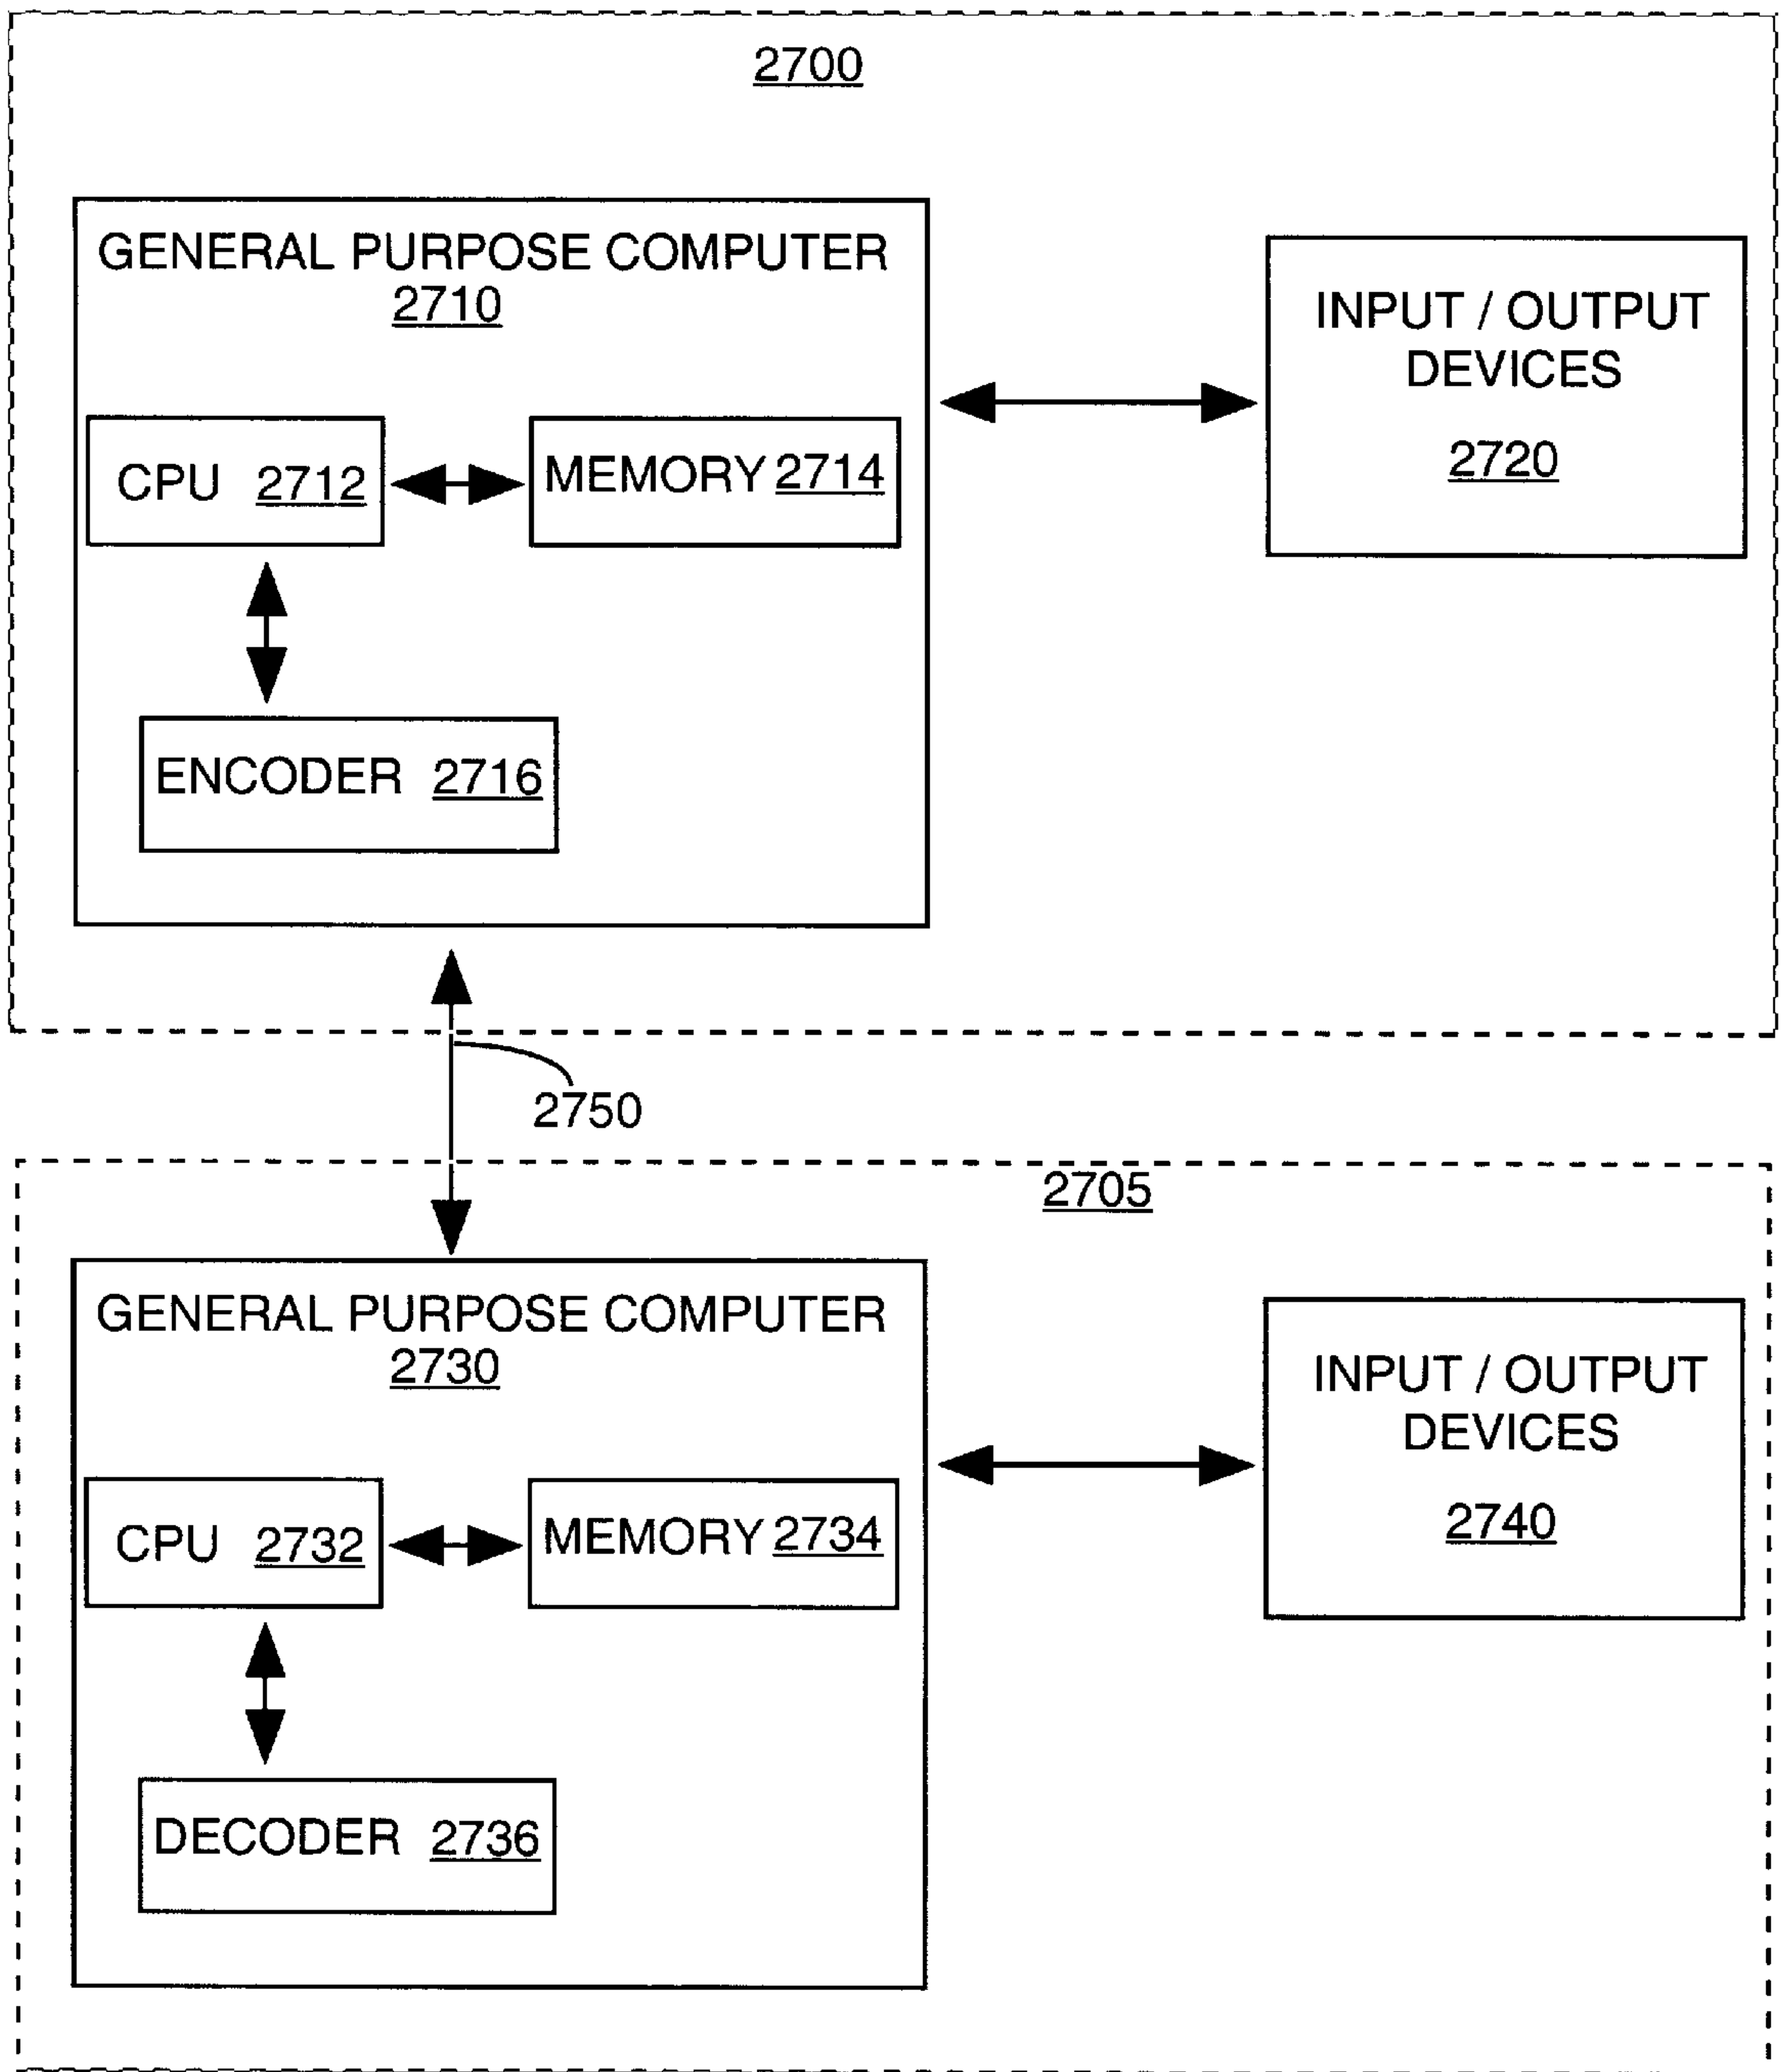 2700
GENERAL PURPOSE COMPUTER
2710
INPUT / OUTPUT
DEVICES
2720
CPU 2712
MEMORY 2714
ENCODER 2716
2750
2705
GENERAL PURPOSE COMPUTER
2730
INPUT / OUTPUT
DEVICES
2740
CPU 2732
MEMORY 2734
DECODER 2736